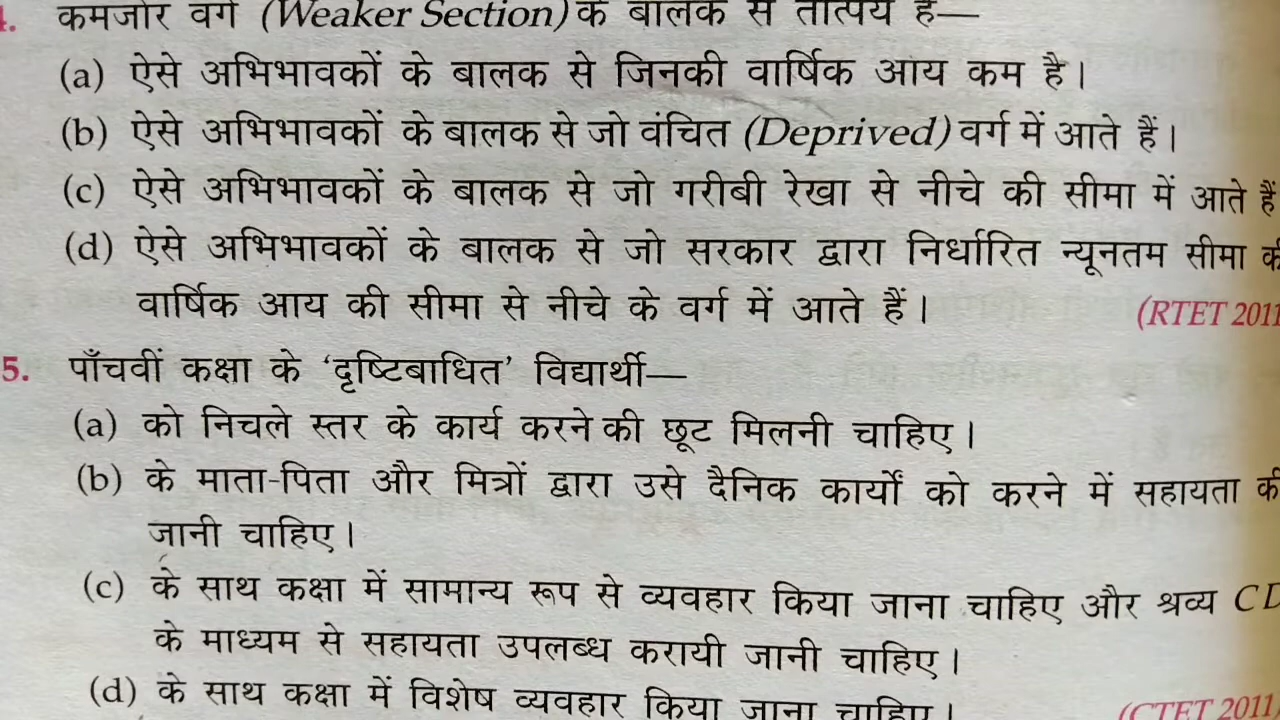 4. कमजोर वर्ग (Weaker Section) के बालक से तात्पर्य है—
(a) ऐसे अभिभावकों के बालक से जिनकी वार्षिक आय कम है।
(b) ऐसे अभिभावकों के बालक से जो वंचित (Deprived) वर्ग में आते हैं।
(c) ऐसे अभिभावकों के बालक से जो गरीबी रेखा से नीचे की सीमा में आते हैं
(d) ऐसे अभिभावकों के बालक से जो सरकार द्वारा निर्धारित न्यूनतम सीमा की
वार्षिक आय की सीमा से नीचे के वर्ग में आते हैं।
(RTET 2011
5. पाँचवीं कक्षा के ‘दृष्टिबाधित’ विद्यार्थी—
(a) को निचले स्तर के कार्य करने की छूट मिलनी चाहिए।
(b) के माता-पिता और मित्रों द्वारा उसे दैनिक कार्यों को करने में सहायता की
जानी चाहिए।
(c) के साथ कक्षा में सामान्य रूप से व्यवहार किया जाना चाहिए और श्रव्य CD
के माध्यम से सहायता उपलब्ध करायी जानी चाहिए।
(d) के साथ कक्षा में विशेष व्यवहार किया जाना चाहिए।
(CTET 2011)